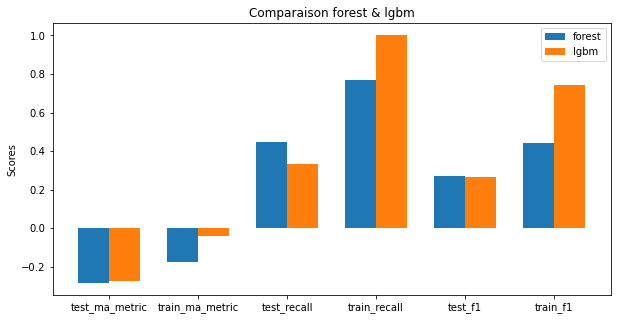 Comparaison forest & lgbm
forest
lgbm
Scores
1.0
0.8
0.6
0.4
0.2
0.0
−0.2
test_ma_metric train_ma_metric test_recall train_recall test_f1 train_f1